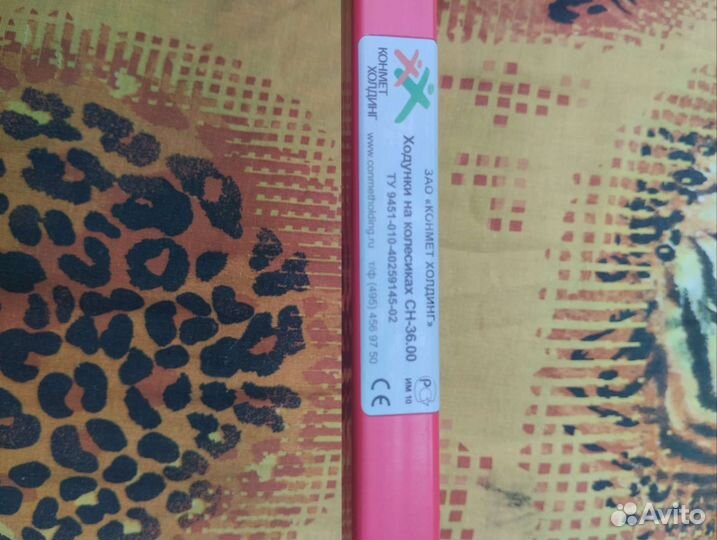 КОНМЕТ
ХОЛДИНГ
ЗАО «КОНМЕТ ХОЛДИНГ»
Ходунки на колесиках СН-36.00
ТУ 9451-010-40259145-02
www.conmetholding.ru т/ф (495) 456 97 50
ИМ 10
CE
Avito